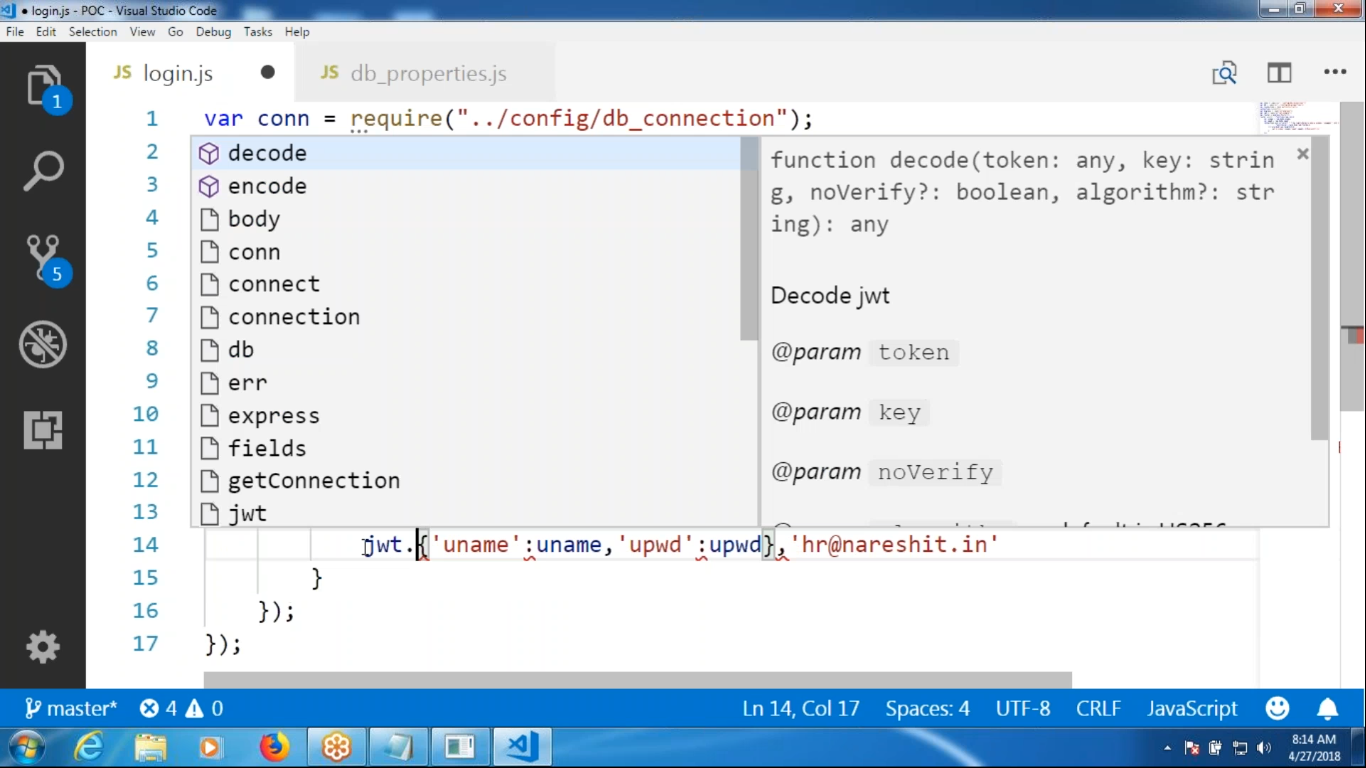 ● login.js - POC - Visual Studio Code
File Edit Selection View Go Debug Tasks Help
JS login.js ● JS db_properties.js
1
5
1 var conn = require("../config/db_connection");
2
3
4
5
6
7
8
9
10
11
12
13
decode
encode
body
conn
connect
connection
db
err
express
fields
getConnection
jwt
function decode(token: any, key: strin
g, noVerify?: boolean, algorithm?: str
ing): any
Decode jwt
@param token
@param key
@param noVerify
14 jwt.{'uname':uname,'upwd':upwd},'hr@nareshit.in'
15 }
16 });
17 });
master* 4 0 Ln 14, Col 17 Spaces: 4 UTF-8 CRLF JavaScript
8:14 AM
4/27/2018